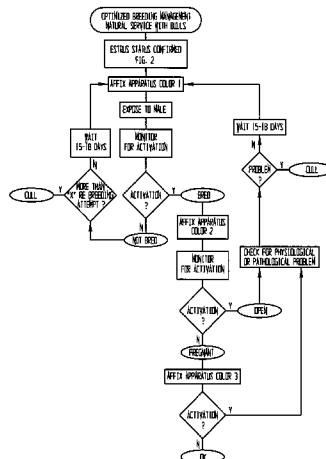 OPTIMIZED BREEDING MANAGEMENT
NATURAL SERVICE WITH BULLS
ESTRUS STATUS CONFIRMED
FIG. 2
AFFIX APPARATUS COLOR 1
EXPOSE TO MALE
MONITOR
FOR ACTIVATION
ACTIVATION
?
Y
BRED
N
NOT BRED
MORE THAN
"X" RE-BREEDING
ATTEMPT ?
Y
CULL
N
WAIT
15-18 DAYS
AFFIX APPARATUS
COLOR 2
MONITOR
FOR ACTIVATION
ACTIVATION
?
Y
OPEN
N
PREGNANT
AFFIX APPARATUS COLOR 3
ACTIVATION
?
Y
N
OK
CHECK FOR PHYSIOLOGICAL
OR PATHOLOGICAL PROBLEM
PROBLEM
?
Y
CULL
N
WAIT 15-18 DAYS